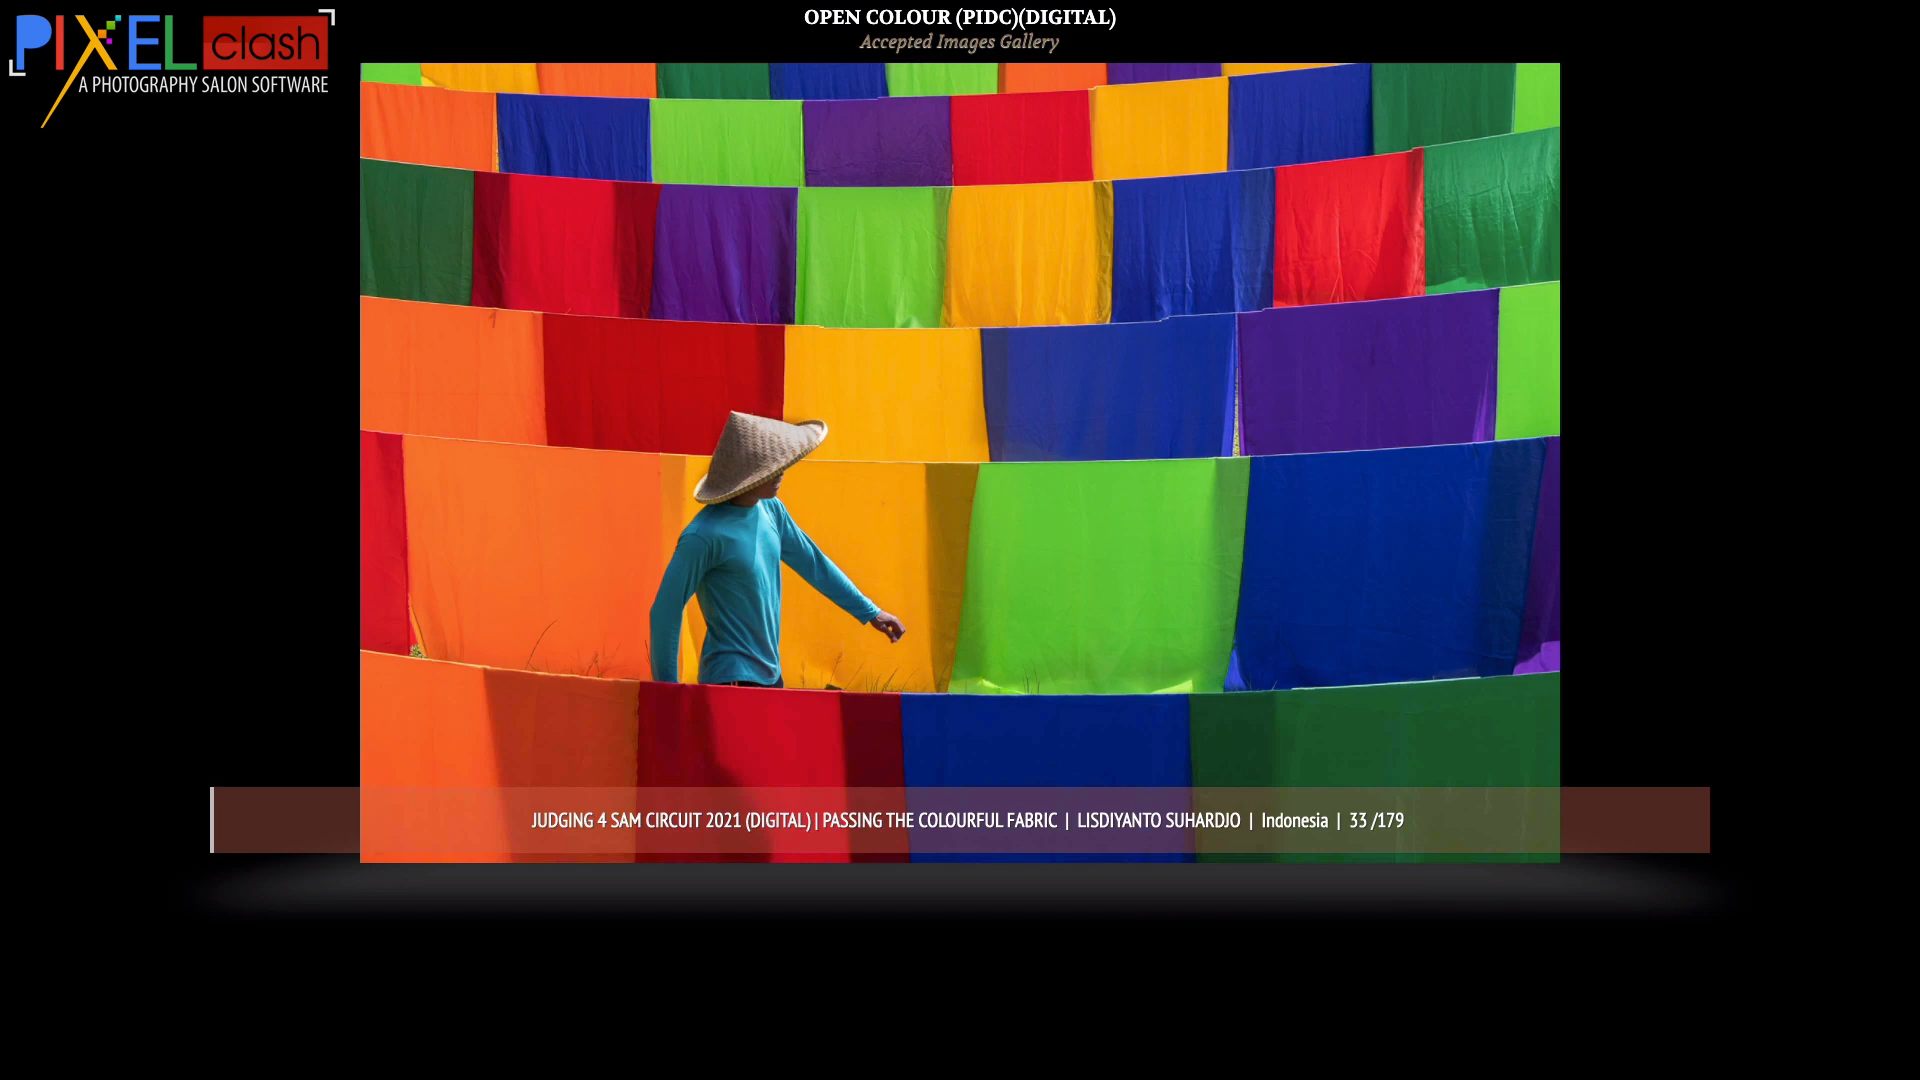 PIXEL clash
A PHOTOGRAPHY SALON SOFTWARE
OPEN COLOUR (PIDC)(DIGITAL)
Accepted Images Gallery
JUDGING 4 SAM CIRCUIT 2021 (DIGITAL) | PASSING THE COLOURFUL FABRIC | LISDIYANTO SUHARDJO | Indonesia | 33 /179